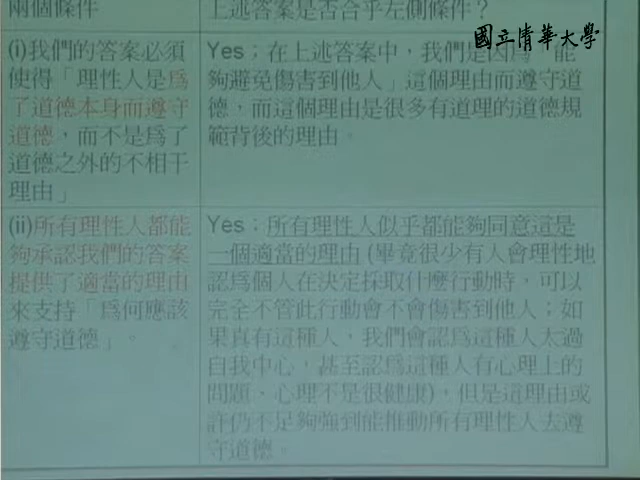 兩個條件
上述答案是否合乎左側條件？
國立清華大學
(i)我們的答案必須
使得「理性人是為
了道德本身而遵守
道德，而不是為了
道德之外的不相干
理由」
Yes；在上述答案中，我們是因為「能
夠避免傷害到他人」這個理由而遵守道
德，而這個理由是很多有道理的道德規
範背後的理由。
(ii)所有理性人都能
夠承認我們的答案
提供了適當的理由
來支持「為何應該
遵守道德」。
Yes；所有理性人似乎都能夠同意這是
一個適當的理由 (畢竟很少有人會理性地
認為個人在決定採取什麼行動時，可以
完全不管此行動會不會傷害到他人；如
果真有這種人，我們會認為這種人太過
自我中心，甚至認為這種人有心理上的
問題，心理不是很健康)，但是這理由或
許仍不足夠強到能推動所有理性人去遵
守道德。